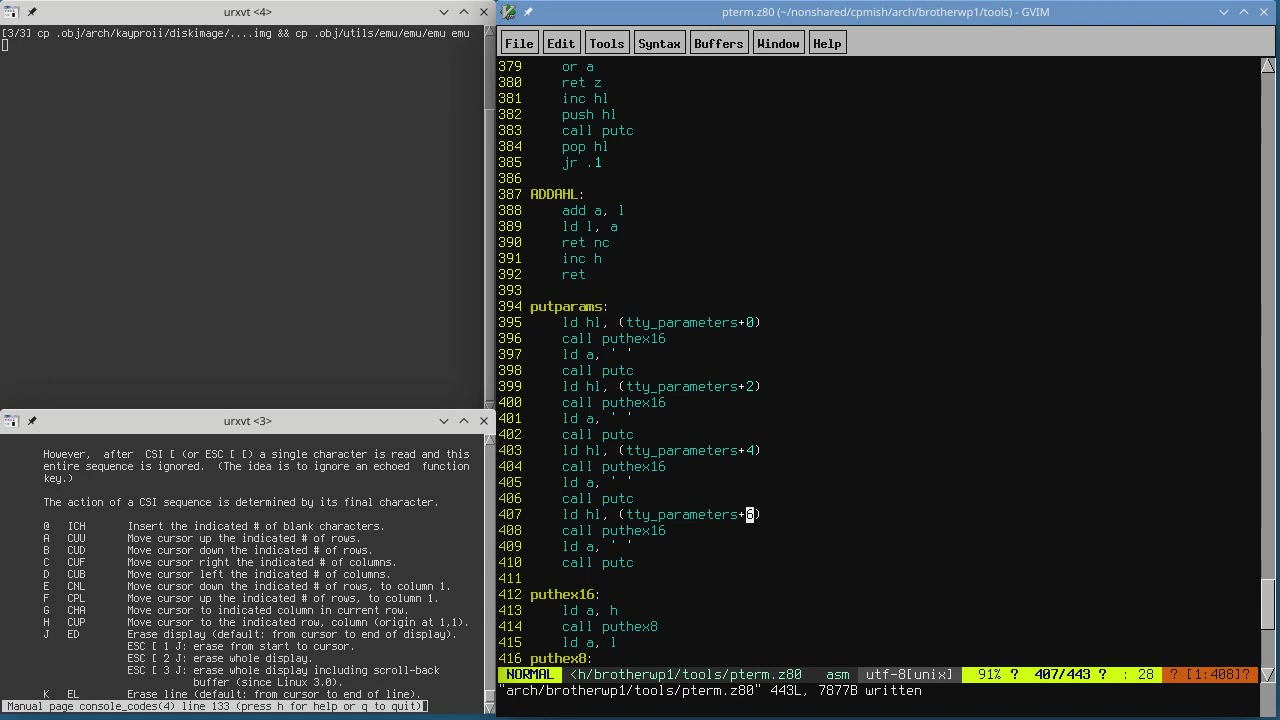 urxvt <4>
[3/3] cp .obj/arch/kayproii/diskimage/....img && cp .obj/utils/emu/emu emu
urxvt <3>
However, after CSI [ (or ESC [ [) a single character is read and this
entire sequence is ignored. (The idea is to ignore an echoed function
key.)
The action of a CSI sequence is determined by its final character.
@ ICH Insert the indicated # of blank characters.
A CUU Move cursor up the indicated # of rows.
B CUD Move cursor down the indicated # of rows.
C CUF Move cursor right the indicated # of columns.
D CUB Move cursor left the indicated # of columns.
E CNL Move cursor down the indicated # of rows, to column 1.
F CPL Move cursor up the indicated # of rows, to column 1.
G CHA Move cursor to indicated column in current row.
H CUP Move cursor to the indicated row, column (origin at 1,1).
J ED Erase display (default: from cursor to end of display).
ESC [ 1 J: erase from start to cursor.
ESC [ 2 J: erase whole display.
ESC [ 3 J: erase whole display including scroll-back
buffer (since Linux 3.0).
K EL Erase line (default: from cursor to end of line).
Manual page console_codes(4) line 133 (press h for help or q to quit)
pterm.z80 (~/nonshared/cpmish/arch/brotherwp1/tools) - GVIM
File Edit Tools Syntax Buffers Window Help
379 or a
380 ret z
381 inc hl
382 push hl
383 call putc
384 pop hl
385 jr .1
386
387 ADDAHL:
388 add a, l
389 ld l, a
390 ret nc
391 inc h
392 ret
393
394 putparams:
395 ld hl, (tty_parameters+0)
396 call puthex16
397 ld a, ' '
398 call putc
399 ld hl, (tty_parameters+2)
400 call puthex16
401 ld a, ' '
402 call putc
403 ld hl, (tty_parameters+4)
404 call puthex16
405 ld a, ' '
406 call putc
407 ld hl, (tty_parameters+6)
408 call puthex16
409 ld a, ' '
410 call putc
411
412 puthex16:
413 ld a, h
414 call puthex8
415 ld a, l
416 puthex8:
NORMAL <h/brotherwp1/tools/pterm.z80 asm utf-8[unix] 91% ? 407/443 ? : 28 ? [1:408]?
"arch/brotherwp1/tools/pterm.z80" 443L, 7877B written